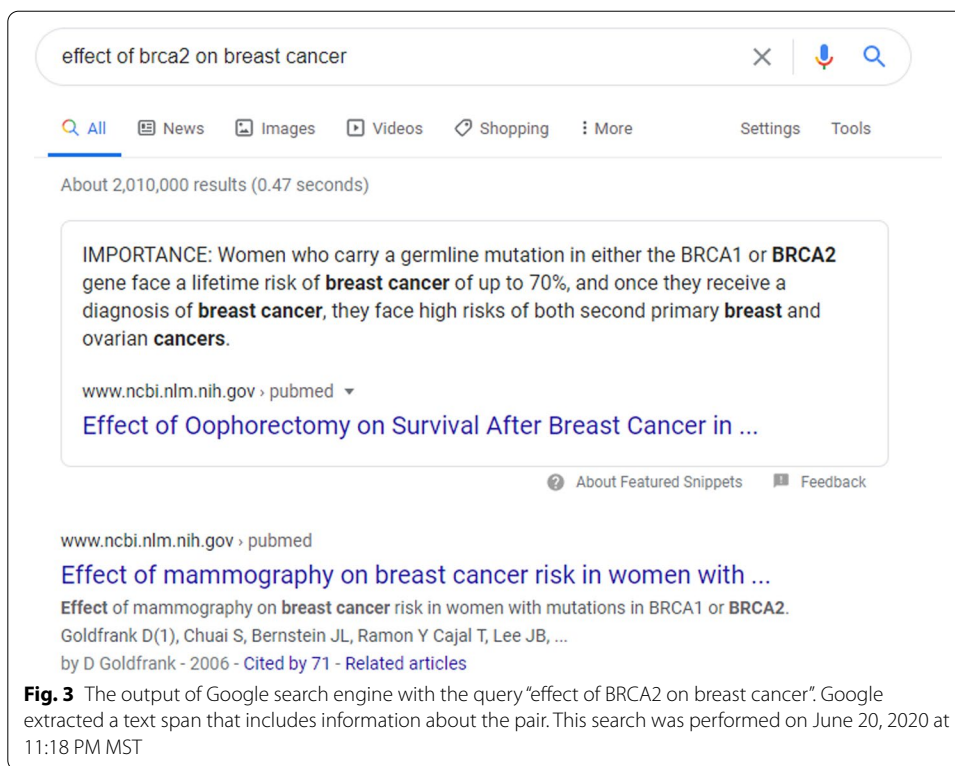 effect of brca2 on breast cancer
All News Images Videos Shopping More Settings Tools
About 2,010,000 results (0.47 seconds)
IMPORTANCE: Women who carry a germline mutation in either the BRCA1 or BRCA2
gene face a lifetime risk of breast cancer of up to 70%, and once they receive a
diagnosis of breast cancer, they face high risks of both second primary breast and
ovarian cancers.
www.ncbi.nlm.nih.gov › pubmed
Effect of Oophorectomy on Survival After Breast Cancer in ...
About Featured Snippets Feedback
www.ncbi.nlm.nih.gov › pubmed
Effect of mammography on breast cancer risk in women with ...
Effect of mammography on breast cancer risk in women with mutations in BRCA1 or BRCA2.
Goldfrank D(1), Chuai S, Bernstein JL, Ramon Y Cajal T, Lee JB, ...
by D Goldfrank - 2006 - Cited by 71 - Related articles
Fig. 3 The output of Google search engine with the query “effect of BRCA2 on breast cancer”. Google
extracted a text span that includes information about the pair. This search was performed on June 20, 2020 at
11:18 PM MST